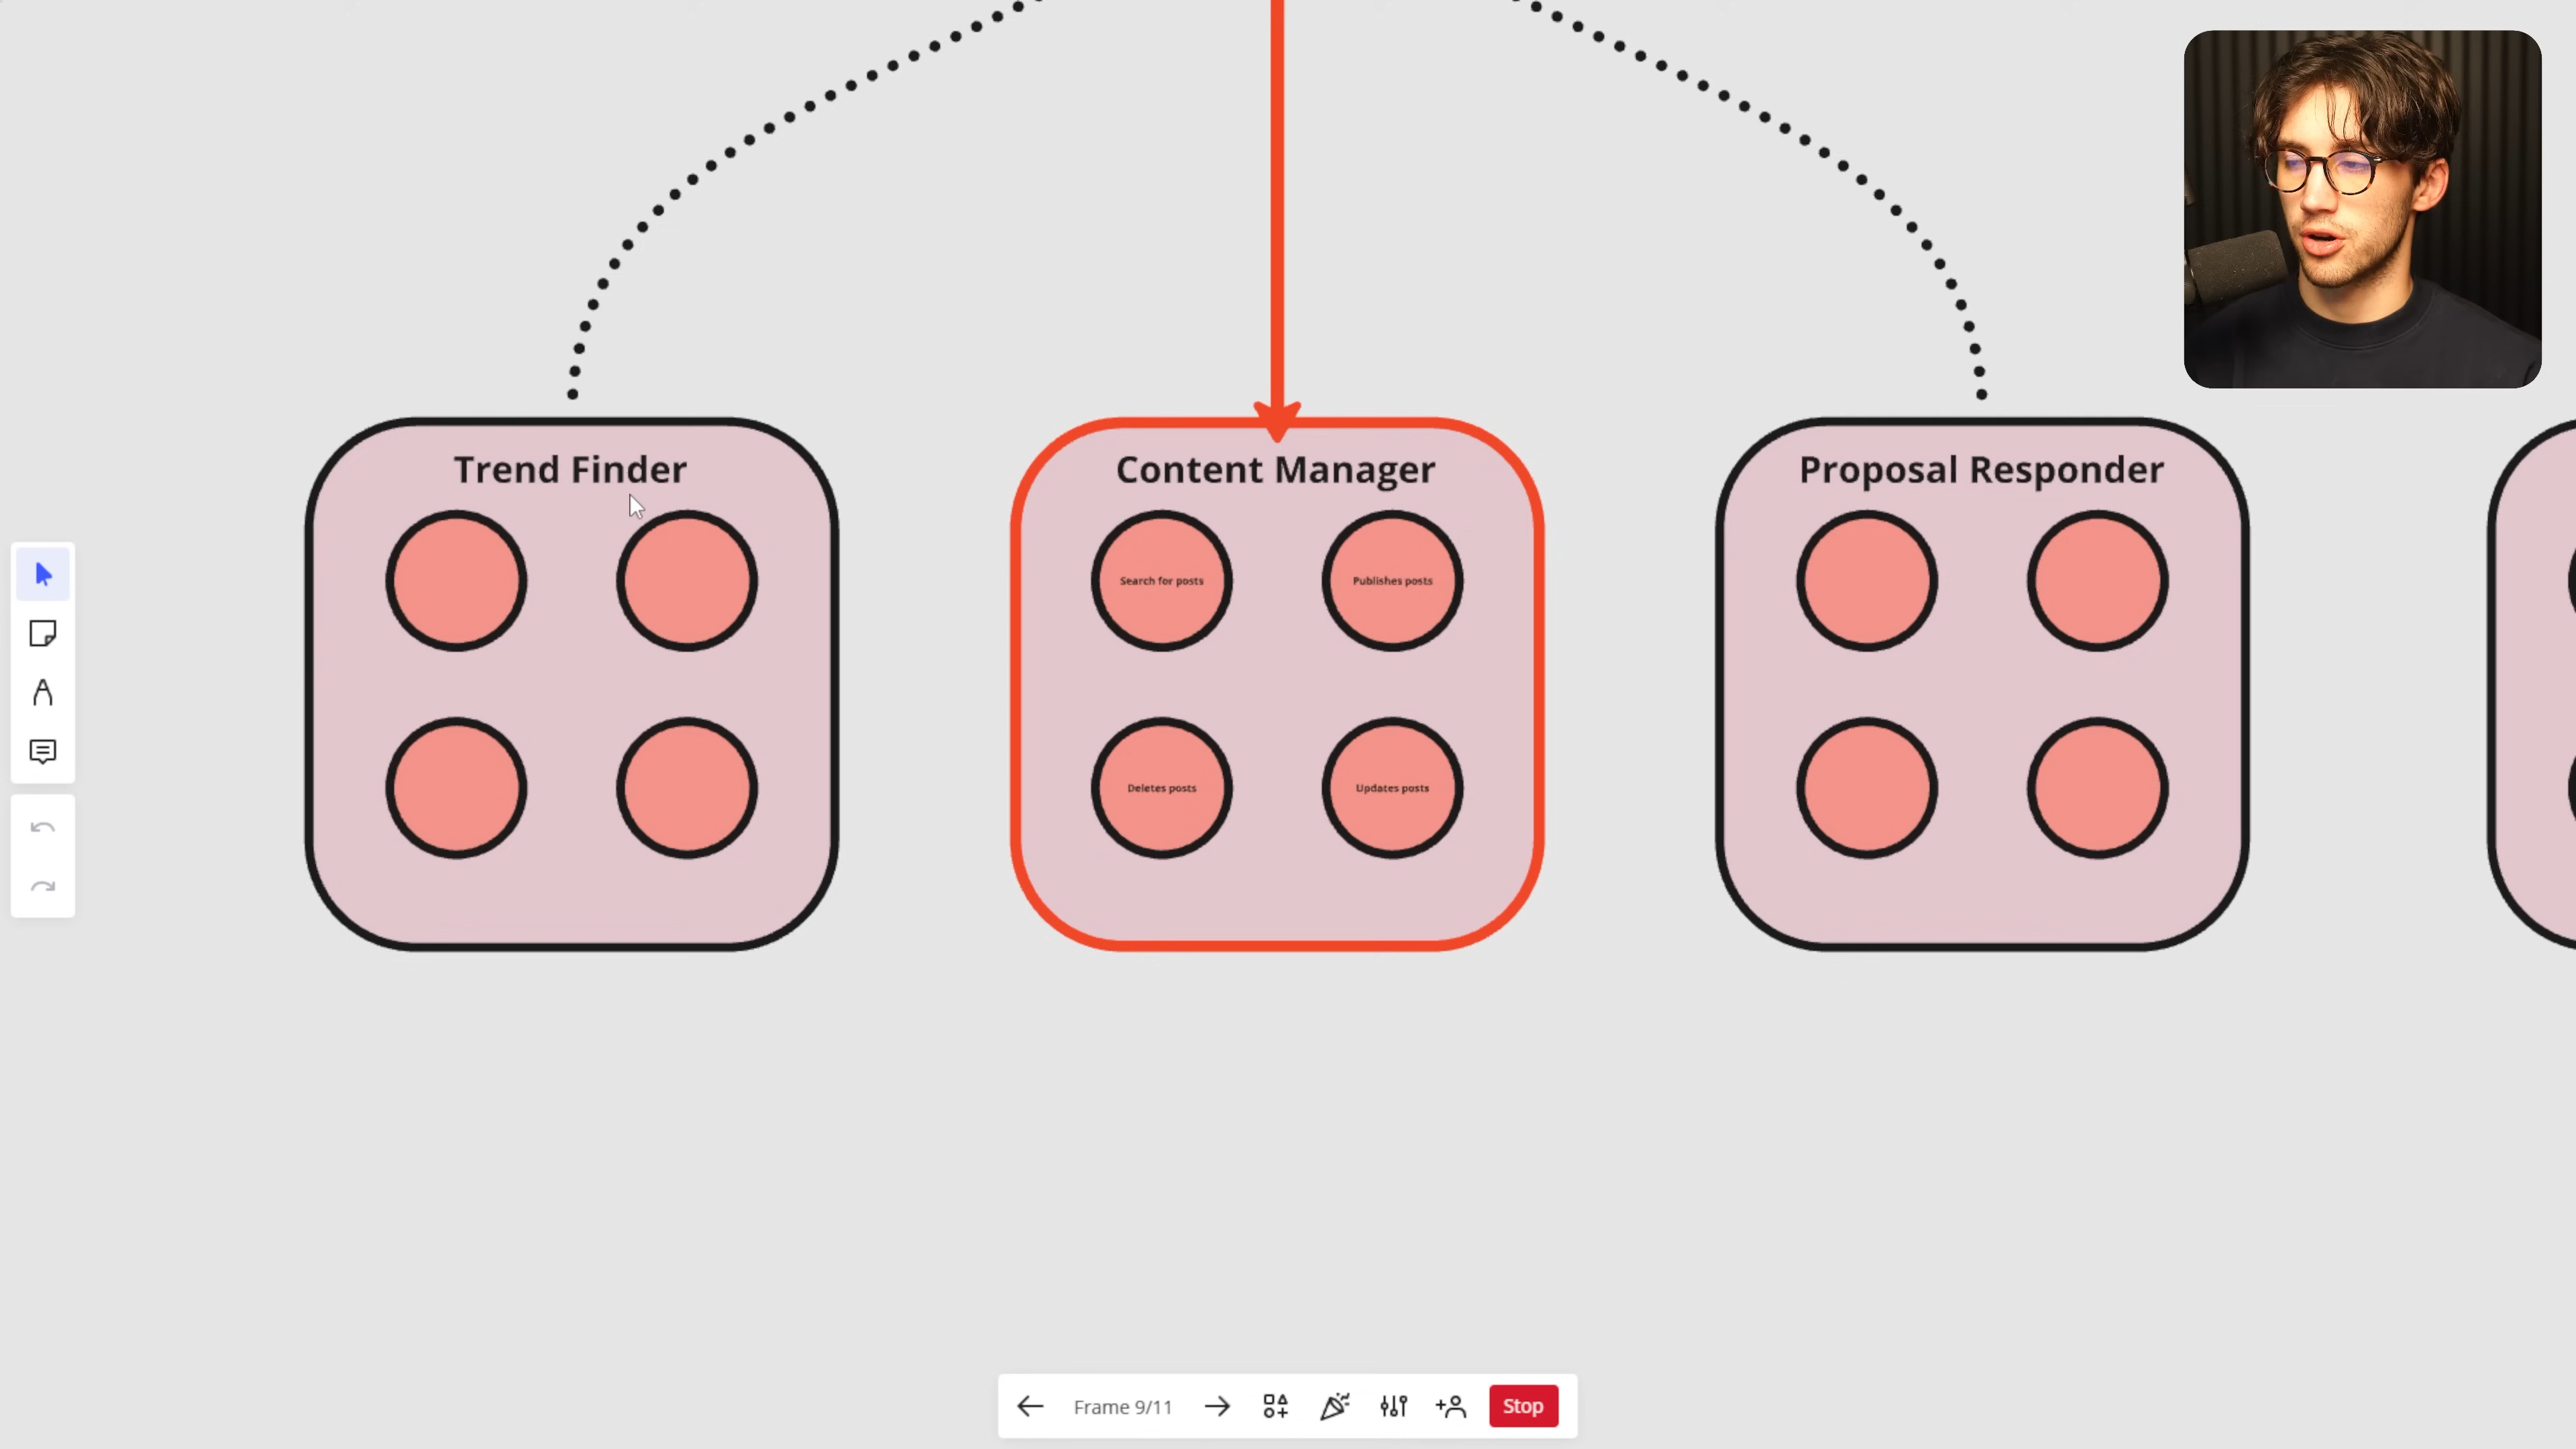 Trend Finder
Content Manager
Proposal Responder
Search for posts
Publishes posts
Deletes posts
Updates posts
Frame 9/11
Stop